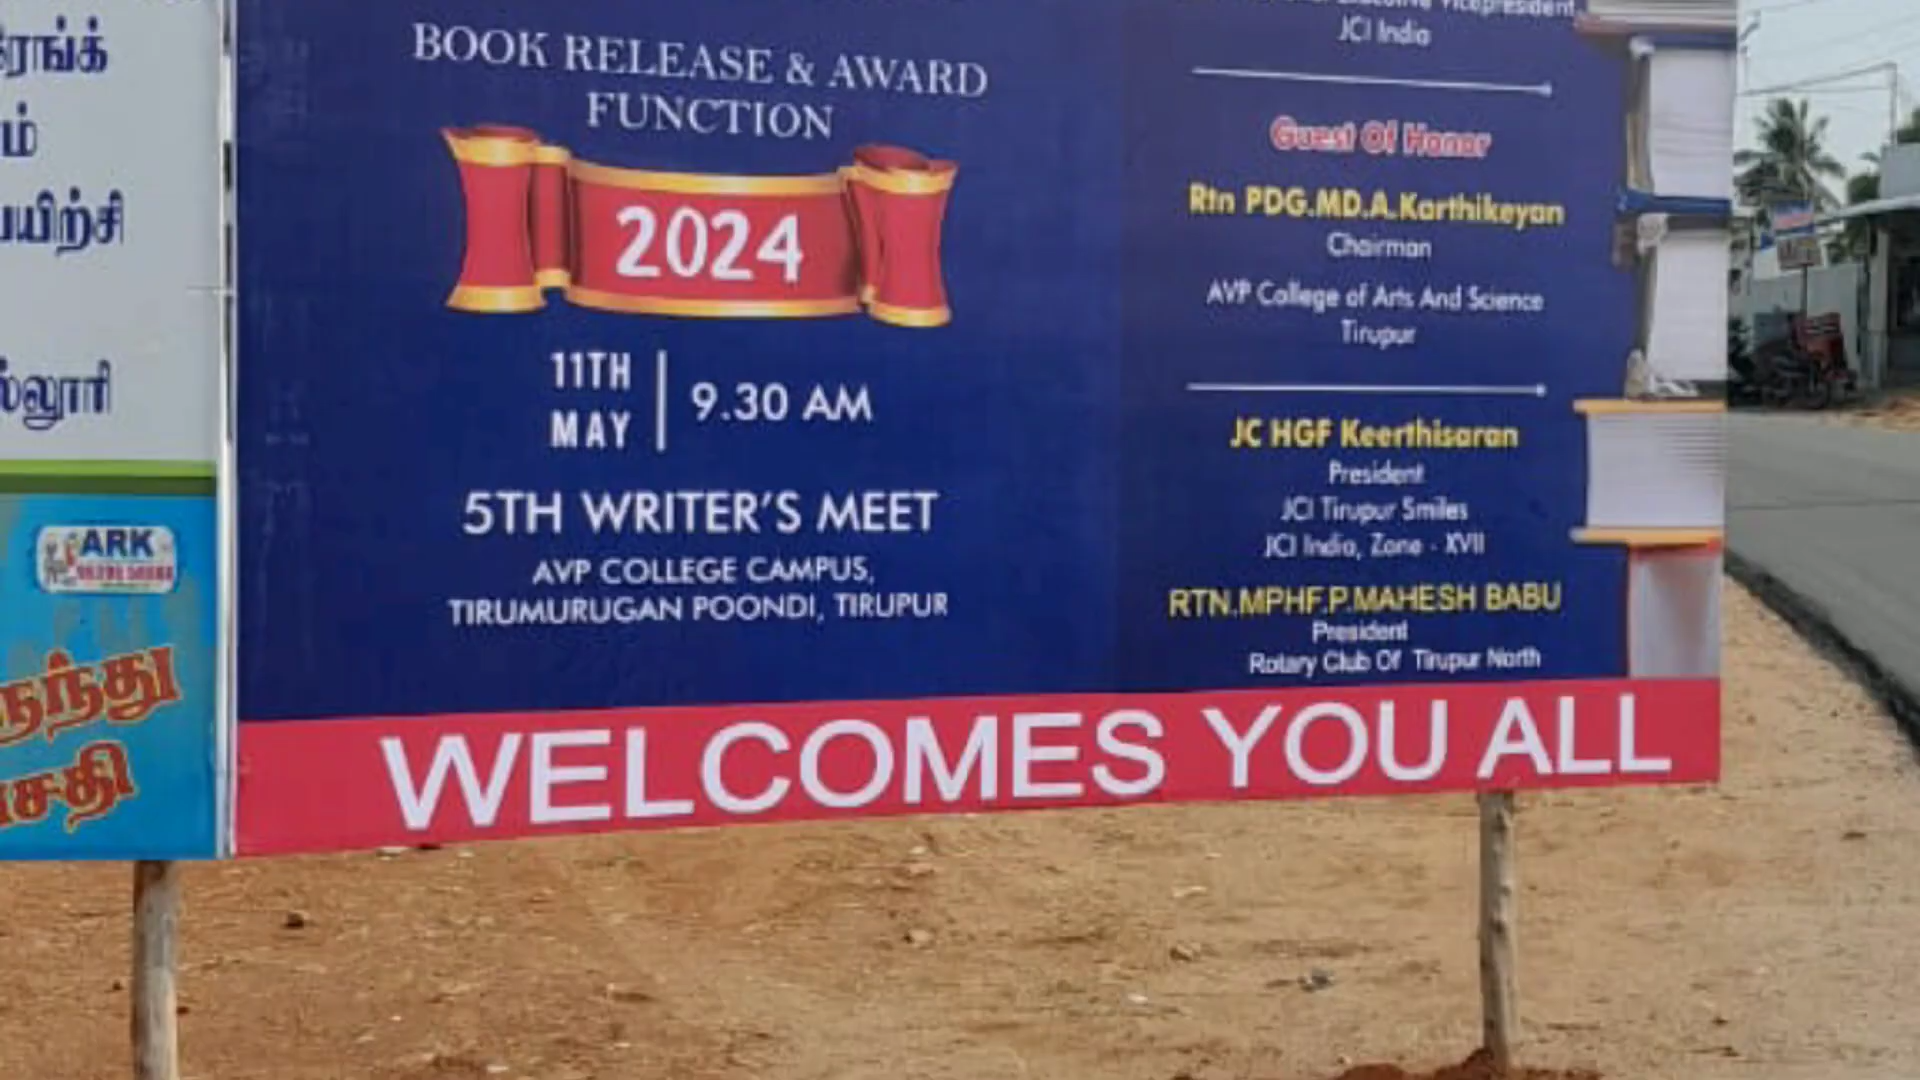 ரேங்க்
ம்
பயிற்சி
ல்லூரி
ARK
BOOK RELEASE & AWARD
FUNCTION
2024
11TH
MAY
9.30 AM
5TH WRITER'S MEET
AVP COLLEGE CAMPUS,
TIRUMURUGAN POONDI, TIRUPUR
Executive Vicepresident
JCI India
Guest Of Honor
Rtn PDG.MD.A.Karthikeyan
Chairman
AVP College of Arts And Science
Tirupur
JC HGF Keerthisaran
President
JCI Tirupur Smiles
JCI India, Zone - XVII
RTN.MPHF.P.MAHESH BABU
President
Rotary Club Of Tirupur North
WELCOMES YOU ALL